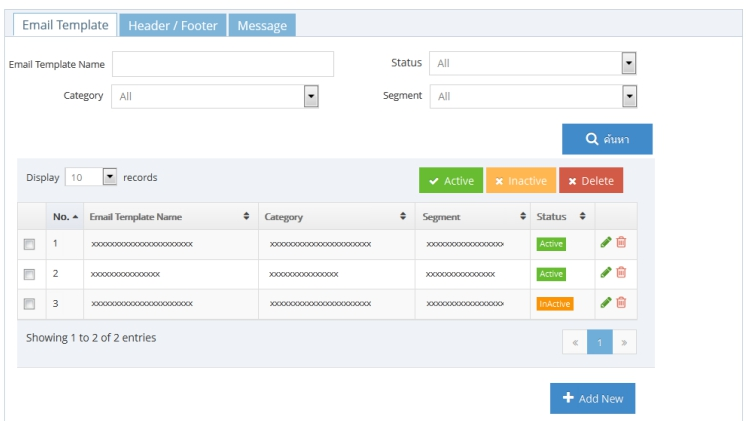 Email Template Header / Footer Message
Email Template Name Status All
Category All Segment All
ค้นหา
Display 10 records Active Inactive Delete
No. Email Template Name Category Segment Status
1 xxxxxxxxxxxxxxxxxxxxxx xxxxxxxxxxxxxxxxxxxxxx xxxxxxxxxxxxxxxxx Active
2 xxxxxxxxxxxxxxx xxxxxxxxxxxxxxx xxxxxxxxxxxxxxx Active
3 xxxxxxxxxxxxxxxxxxxxxx xxxxxxxxxxxxxxxxxxxxxx xxxxxxxxxxxxxxxxx InActive
Showing 1 to 2 of 2 entries « 1 »
Add New